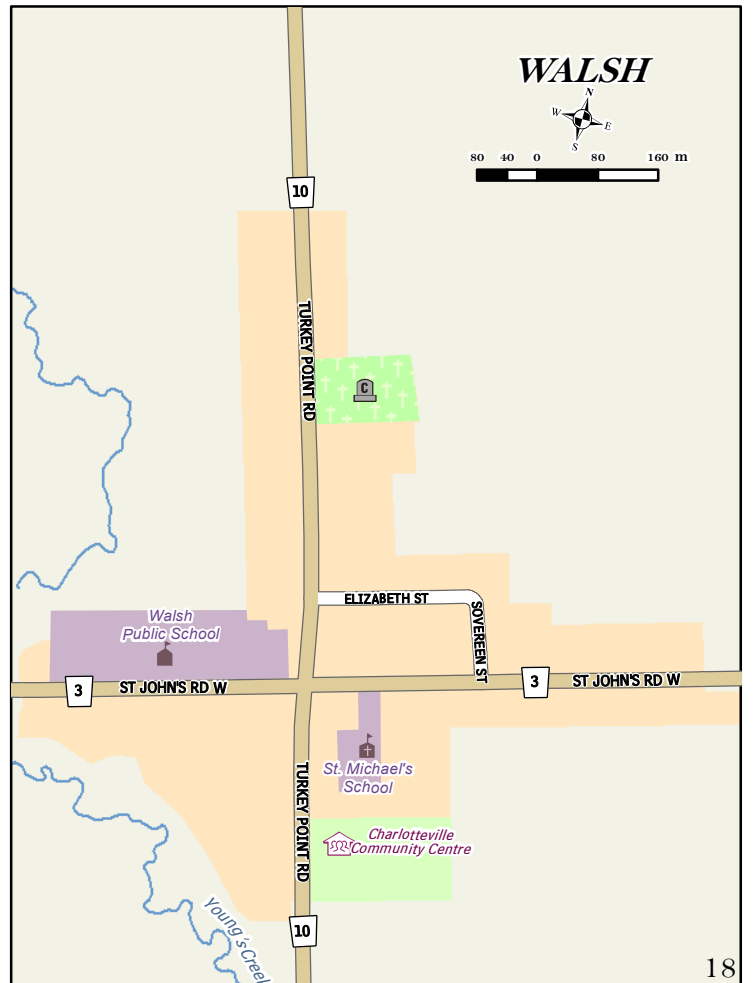 WALSH
N
W E
S
80 40 0 80 160 m
10
TURKEY POINT RD
C
ELIZABETH ST
SOVEREEN ST
Walsh
Public School
3
ST JOHN'S RD W
3
ST JOHN'S RD W
St. Michael's
School
TURKEY POINT RD
Charlotteville
Community Centre
10
Young's Creek
18